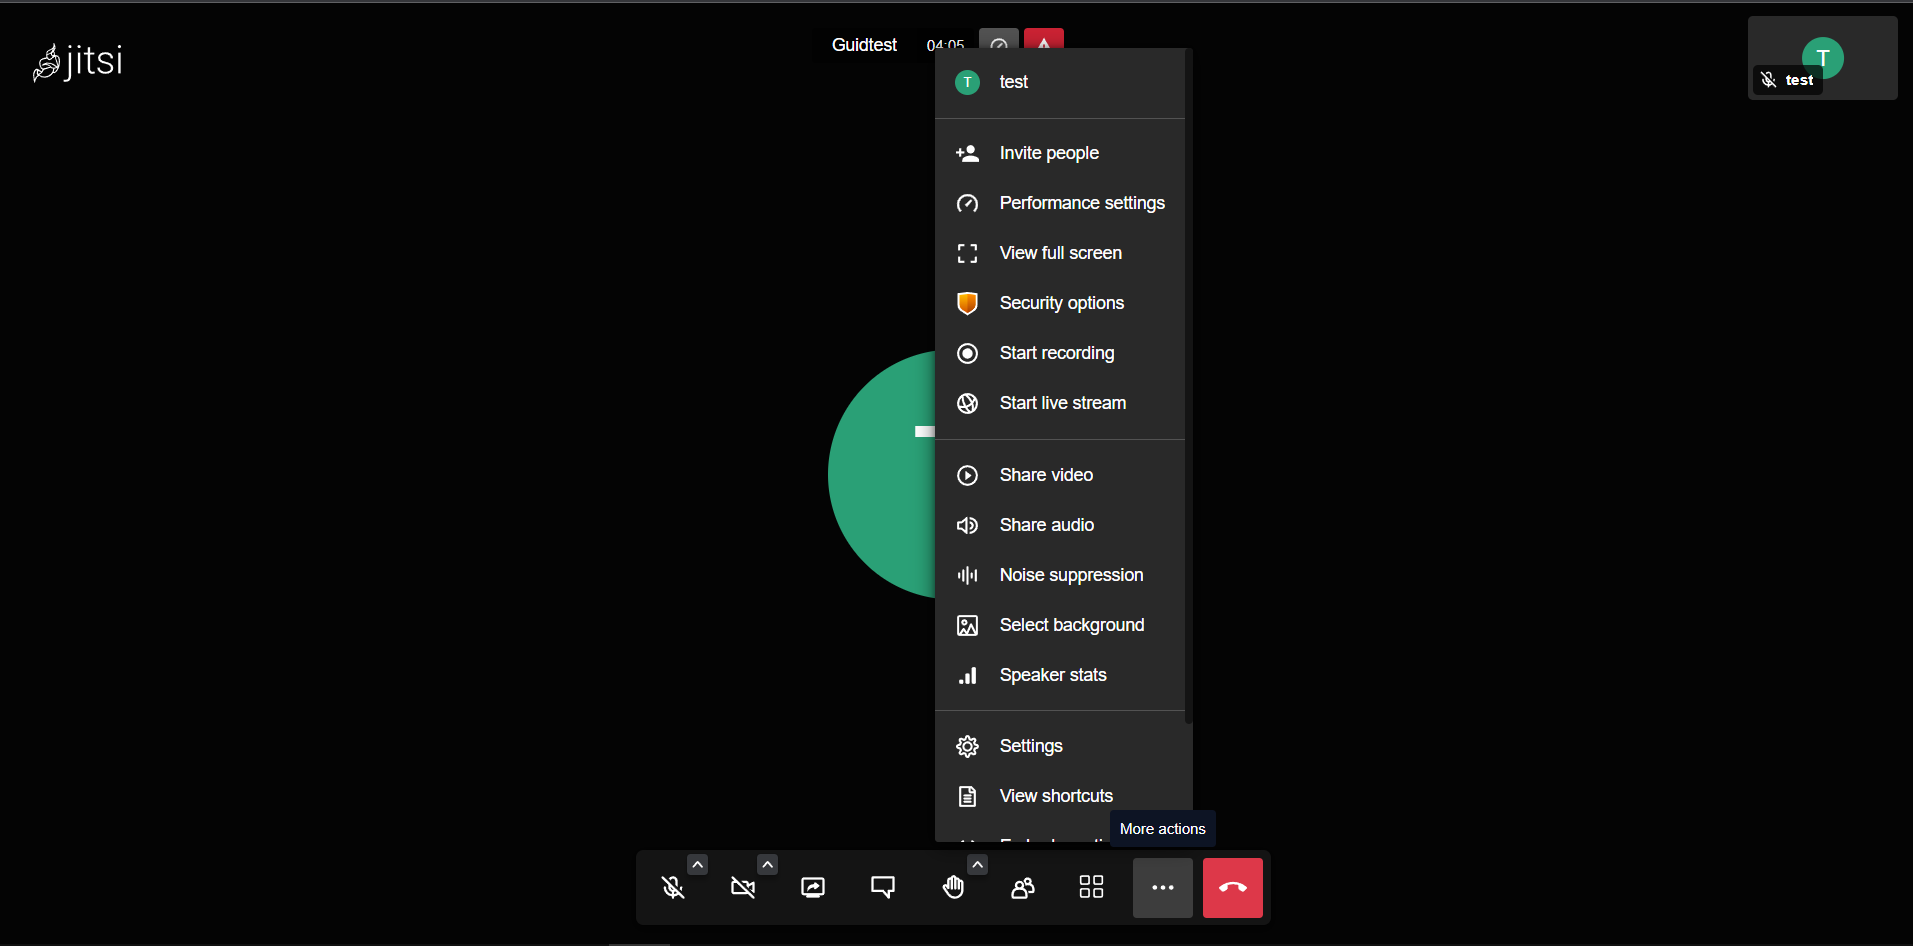 jitsi
Guidtest 04:05
T
test
T
test
Invite people
Performance settings
View full screen
Security options
Start recording
Start live stream
Share video
Share audio
Noise suppression
Select background
Speaker stats
Settings
View shortcuts
More actions